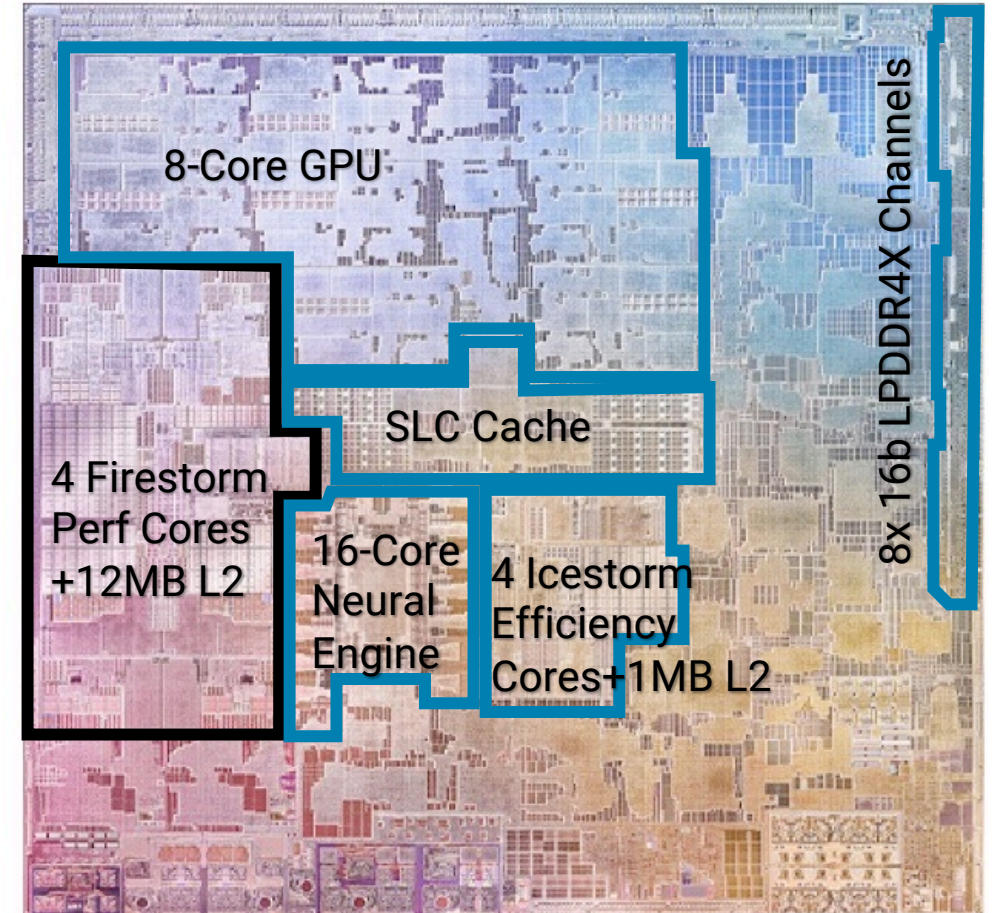 8-Core GPU
8x 16b LPDDR4X Channels
SLC Cache
4 Firestorm
Perf Cores
+12MB L2
16-Core
Neural
Engine
4 Icestorm
Efficiency
Cores+1MB L2